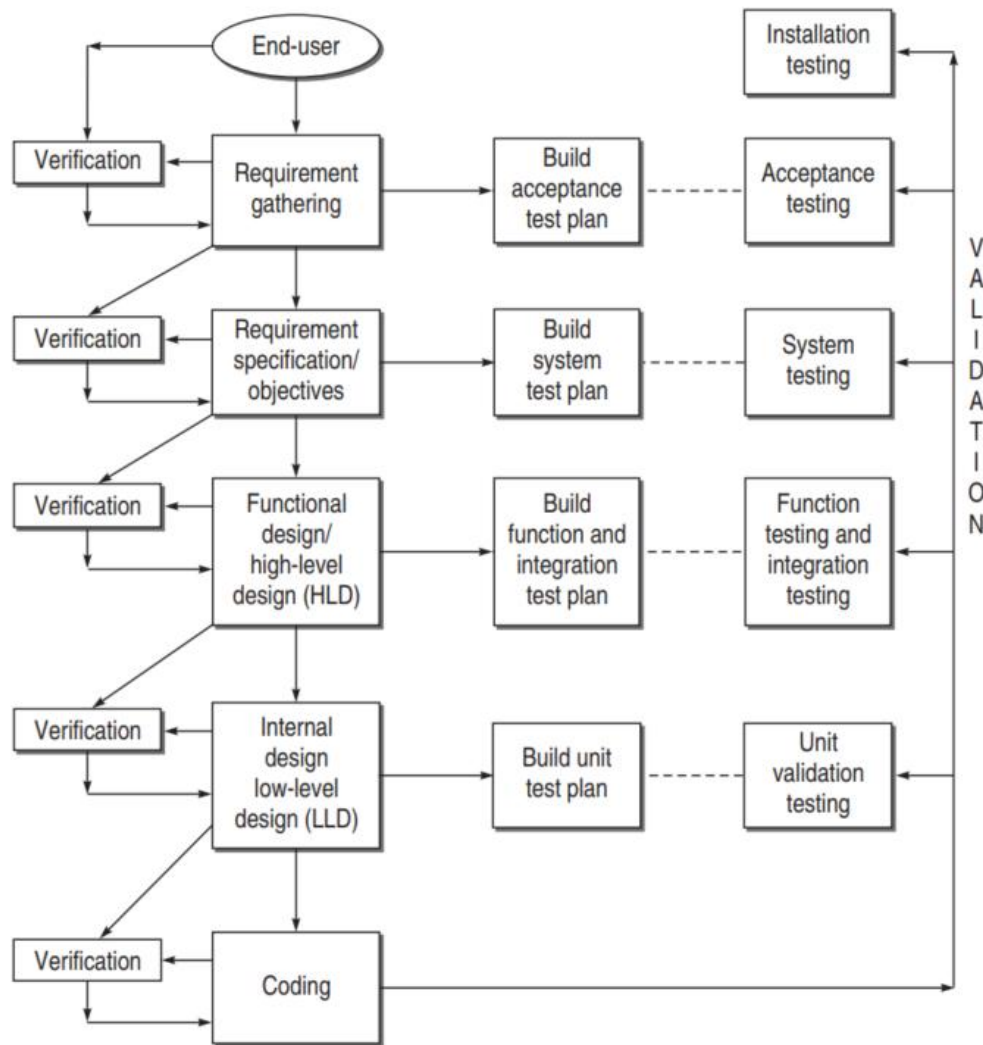 End-user
Installation
testing
Verification
Requirement
gathering
Build
acceptance
test plan
Acceptance
testing
Verification
Requirement
specification/
objectives
Build
system
test plan
System
testing
VALIDATION
Verification
Functional
design/
high-level
design (HLD)
Build
function and
integration
test plan
Function
testing and
integration
testing
Verification
Internal
design
low-level
design (LLD)
Build unit
test plan
Unit
validation
testing
Verification
Coding